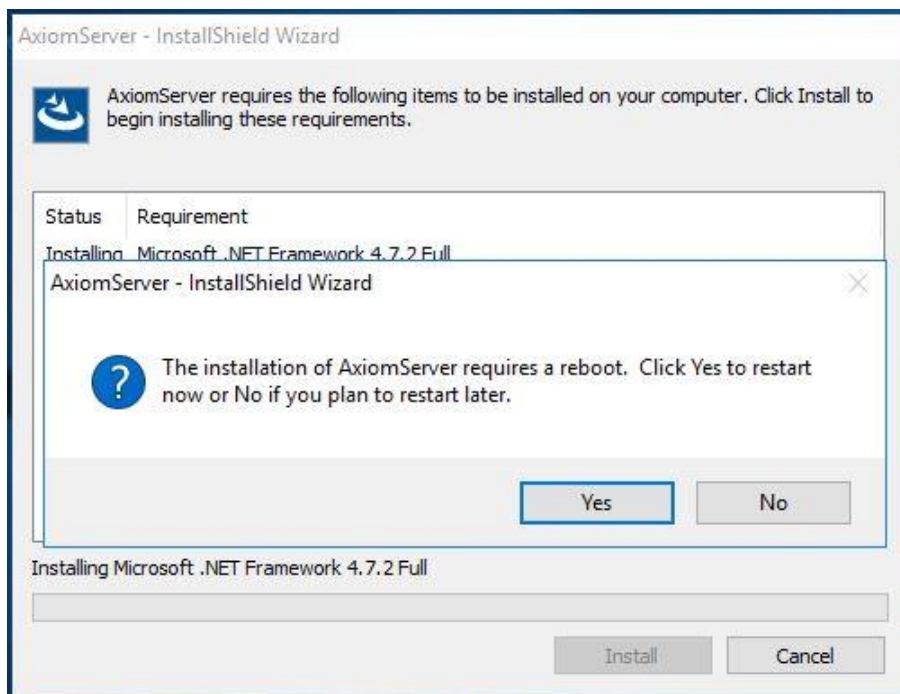 AxiomServer - InstallShield Wizard
AxiomServer requires the following items to be installed on your computer. Click Install to
begin installing these requirements.
Status Requirement
Installing Microsoft .NET Framework 4.7.2 Full
AxiomServer - InstallShield Wizard
The installation of AxiomServer requires a reboot. Click Yes to restart
now or No if you plan to restart later.
Yes No
Installing Microsoft .NET Framework 4.7.2 Full
Install Cancel